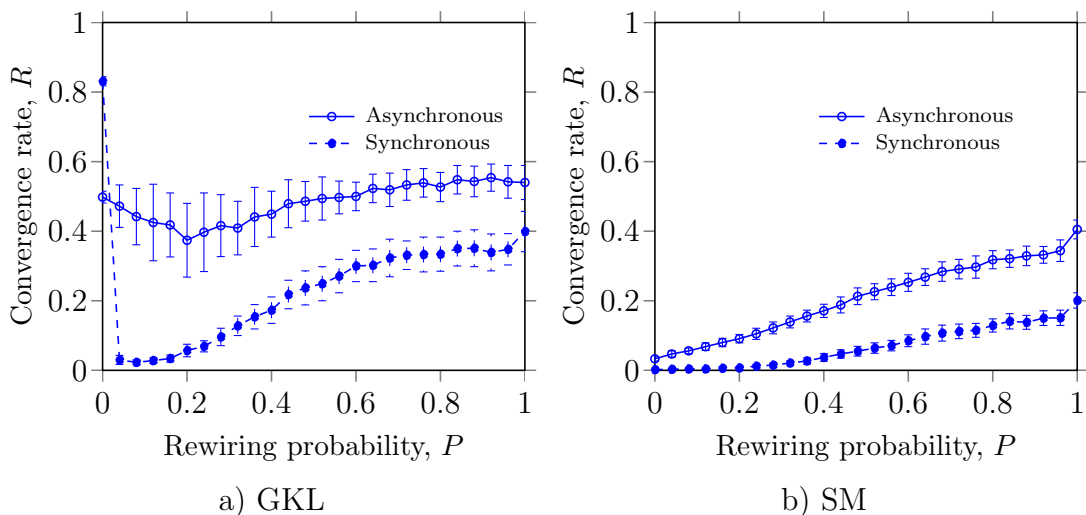 1
0.8
0.6
0.4
0.2
0
Convergence rate, R
Asynchronous
Synchronous
0 0.2 0.4 0.6 0.8 1
Rewiring probability, P
a) GKL
1
0.8
0.6
0.4
0.2
0
Convergence rate, R
Asynchronous
Synchronous
0 0.2 0.4 0.6 0.8 1
Rewiring probability, P
b) SM